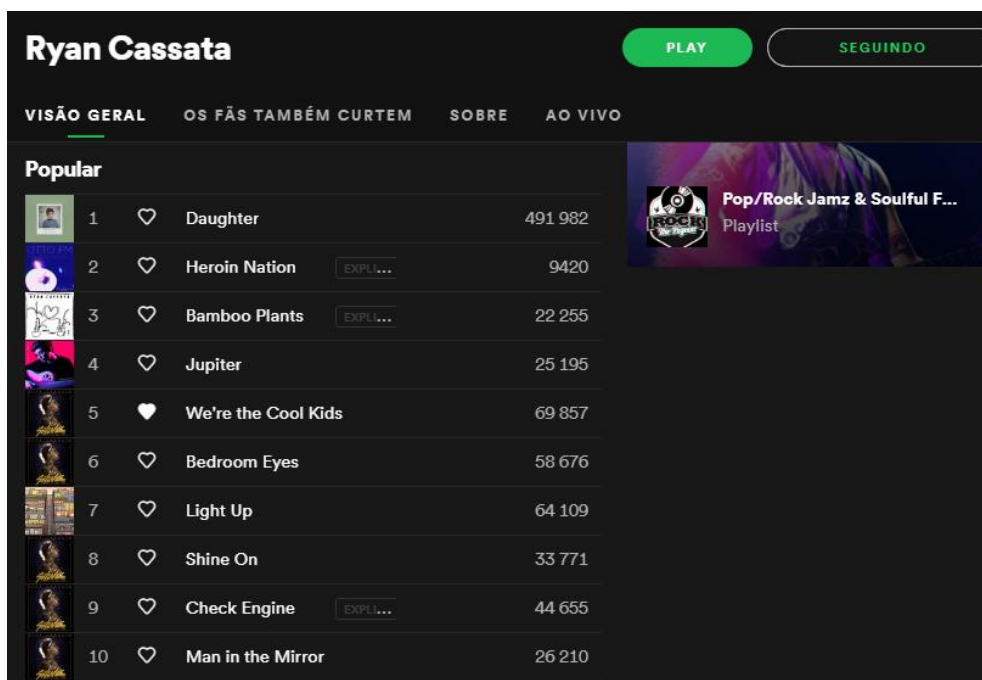 Ryan Cassata
PLAY
SEGUINDO
VISÃO GERAL OS FÃS TAMBÉM CURTEM SOBRE AO VIVO
Popular
1 Daughter 491 982
2 Heroin Nation EXPLI... 9420
3 Bamboo Plants EXPLI... 22 255
4 Jupiter 25 195
5 We're the Cool Kids 69 857
6 Bedroom Eyes 58 676
7 Light Up 64 109
8 Shine On 33 771
9 Check Engine EXPLI... 44 655
10 Man in the Mirror 26 210
Pop/Rock Jamz & Soulful F...
Playlist
ROCK